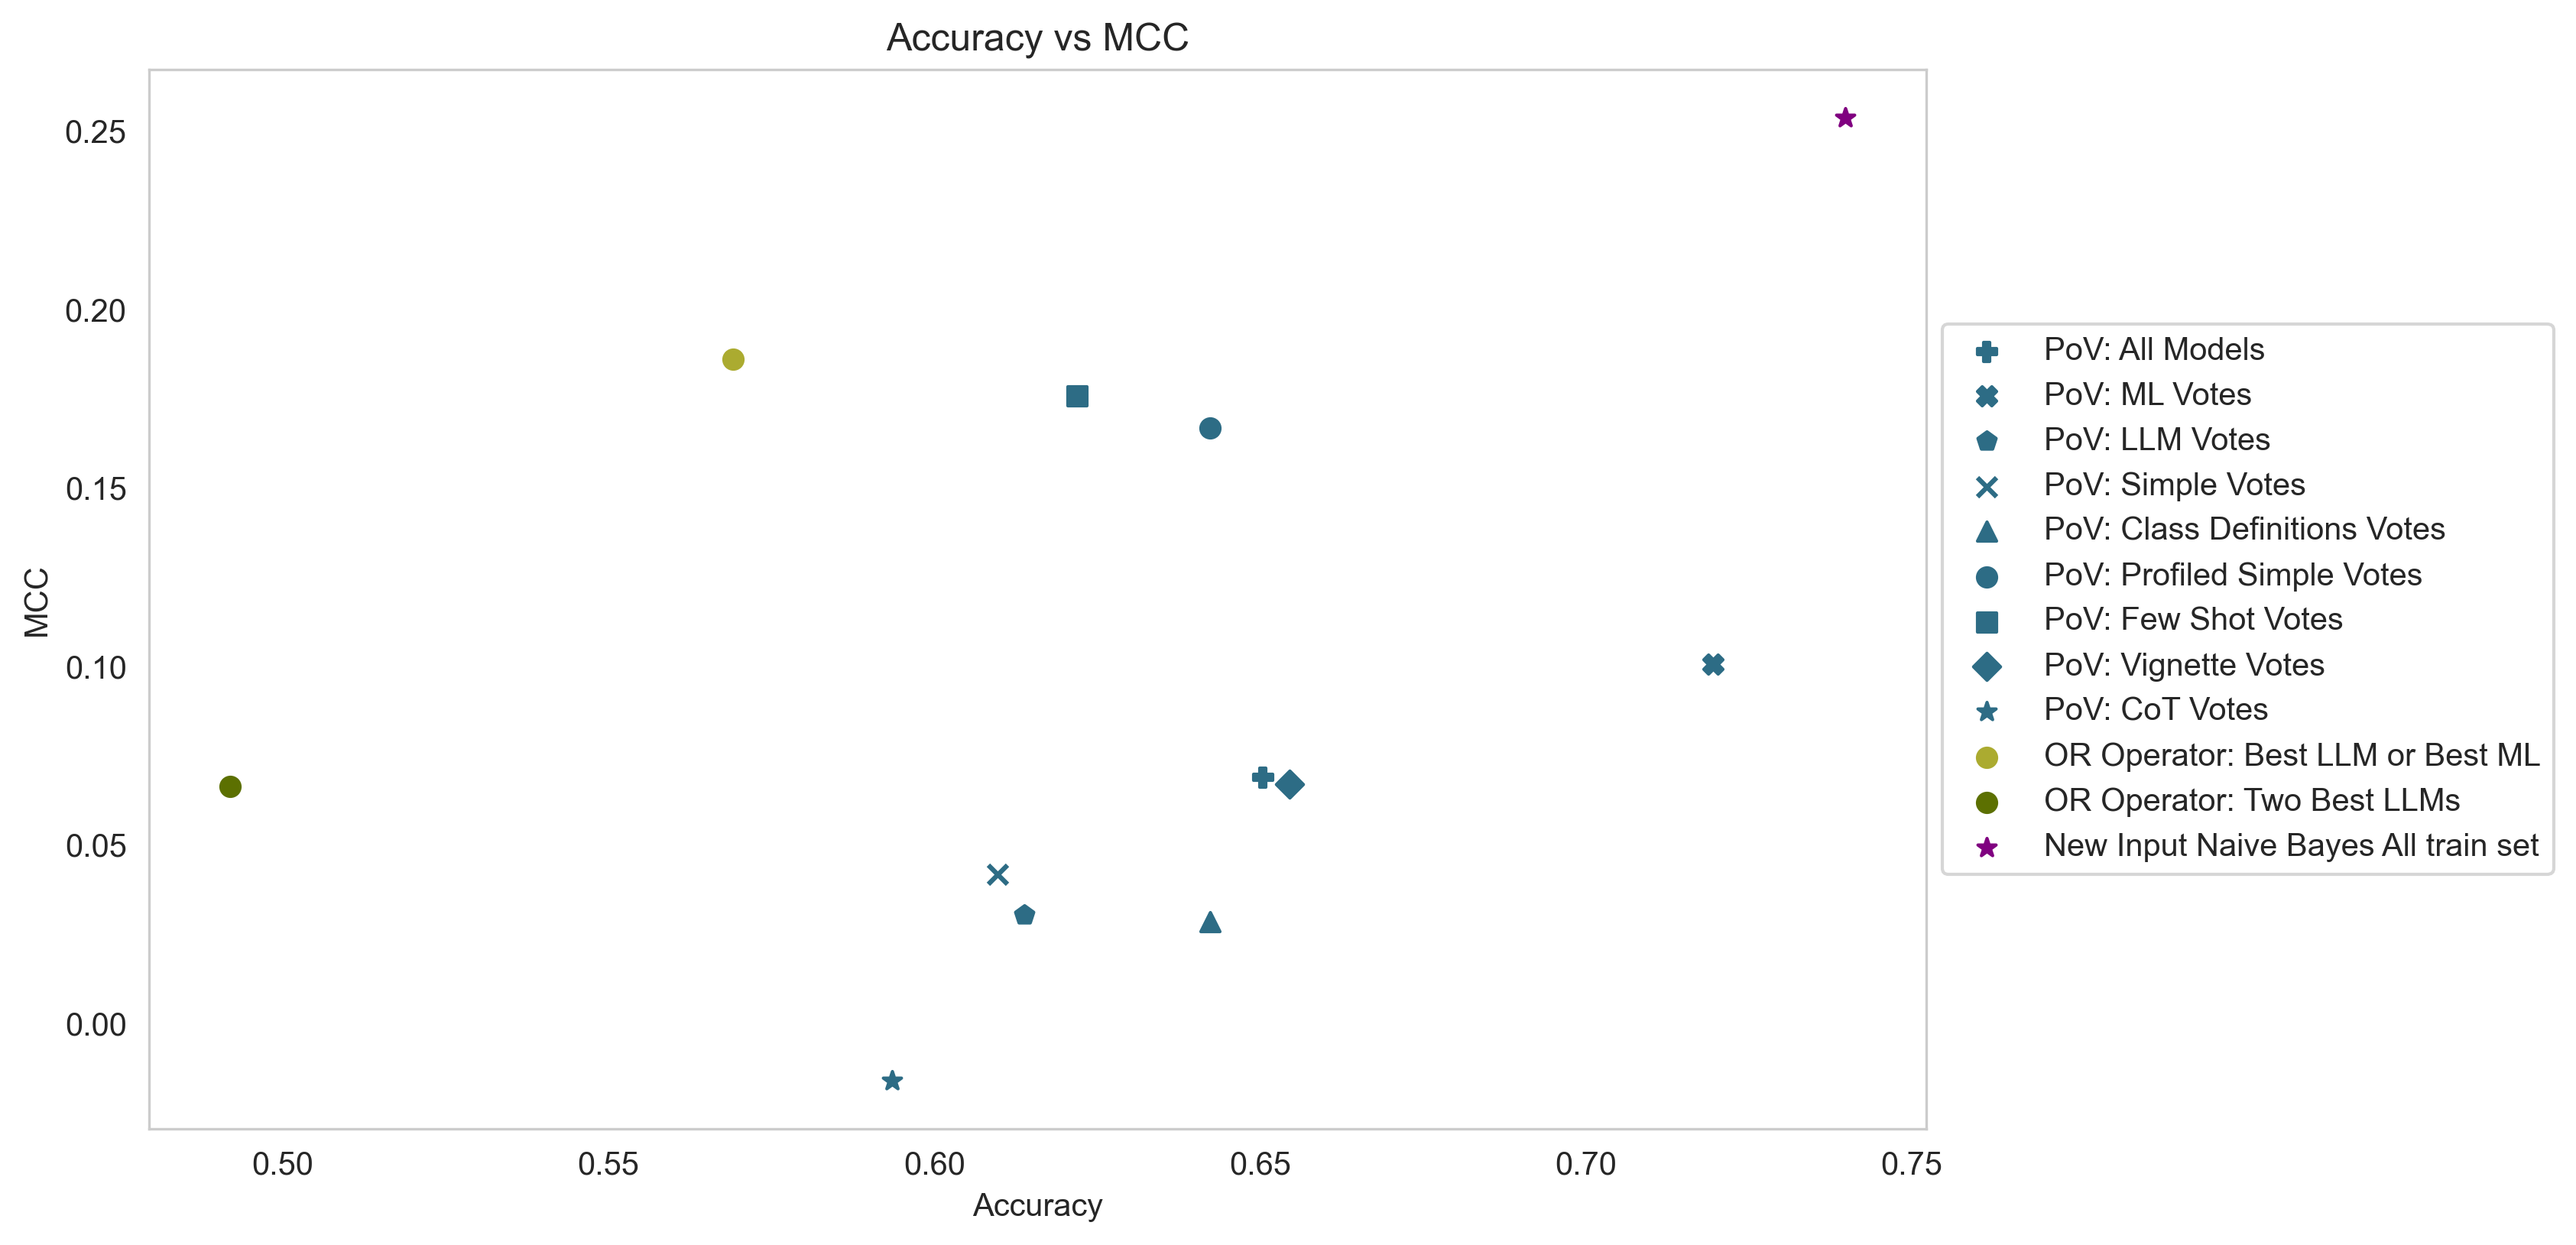 Accuracy vs MCC
0.25
0.20
0.15
0.10
0.05
0.00
MCC
0.50 0.55 0.60 0.65 0.70 0.75
Accuracy
PoV: All Models
PoV: ML Votes
PoV: LLM Votes
PoV: Simple Votes
PoV: Class Definitions Votes
PoV: Profiled Simple Votes
PoV: Few Shot Votes
PoV: Vignette Votes
PoV: CoT Votes
OR Operator: Best LLM or Best ML
OR Operator: Two Best LLMs
New Input Naive Bayes All train set